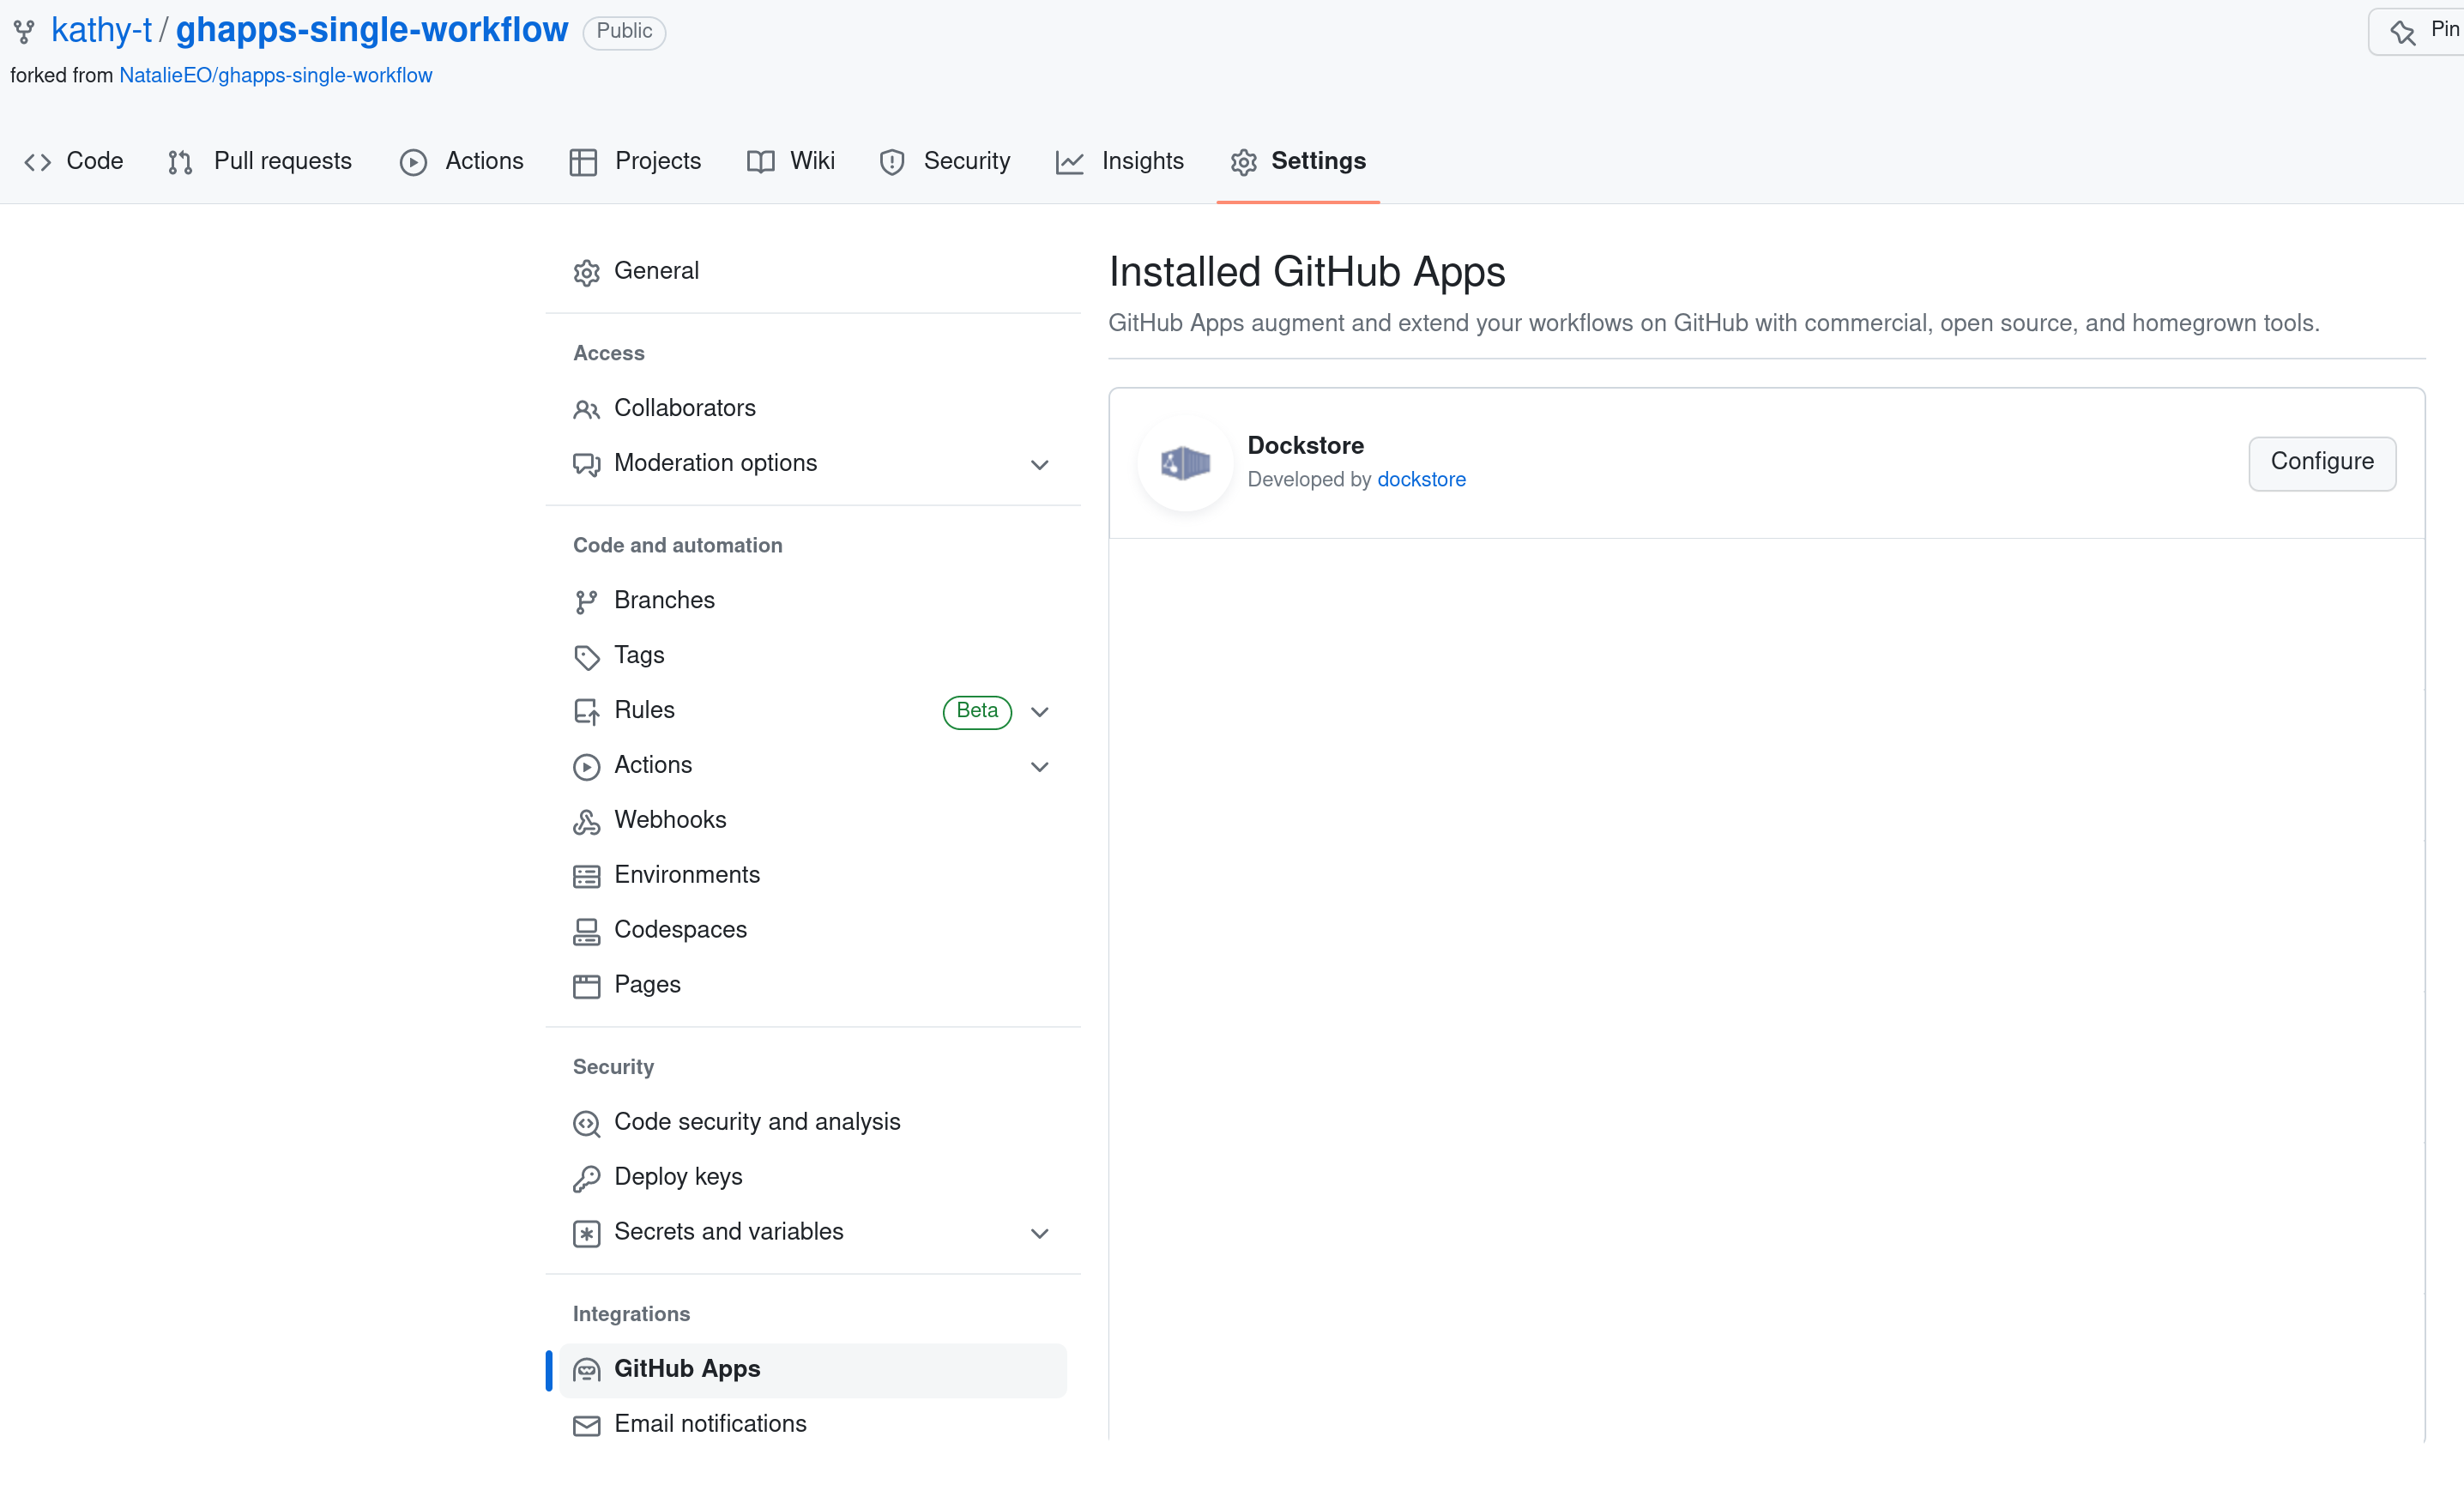 kathy-t / ghapps-single-workflow Public
Pin
forked from NatalieEO/ghapps-single-workflow
Code Pull requests Actions Projects Wiki Security Insights Settings
General
Access
Collaborators
Moderation options
Code and automation
Branches
Tags
Rules Beta
Actions
Webhooks
Environments
Codespaces
Pages
Security
Code security and analysis
Deploy keys
Secrets and variables
Integrations
GitHub Apps
Email notifications
Installed GitHub Apps
GitHub Apps augment and extend your workflows on GitHub with commercial, open source, and homegrown tools.
Dockstore
Developed by dockstore
Configure